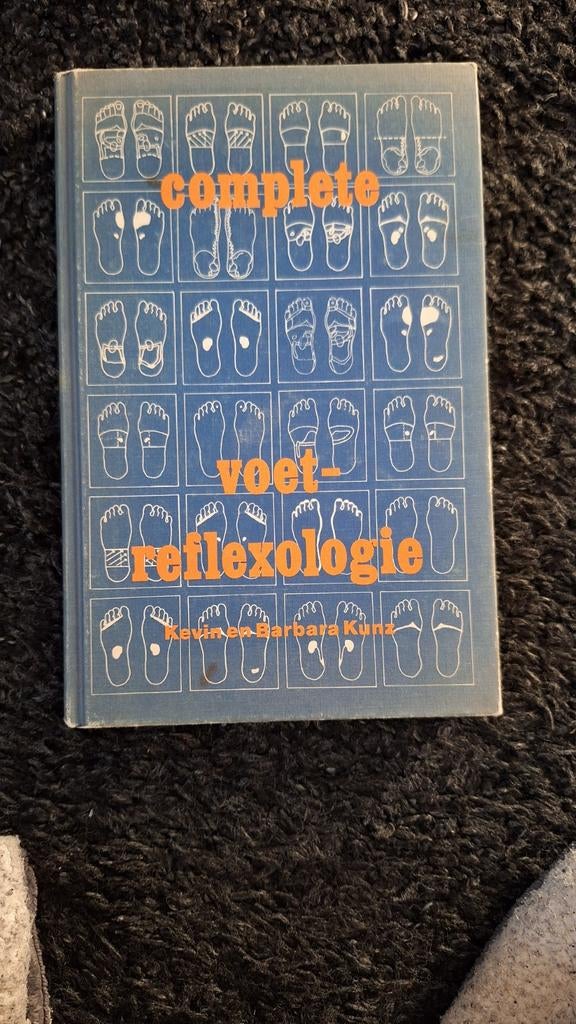 complete
voet-
reflexologie
Kevin en Barbara Kunz